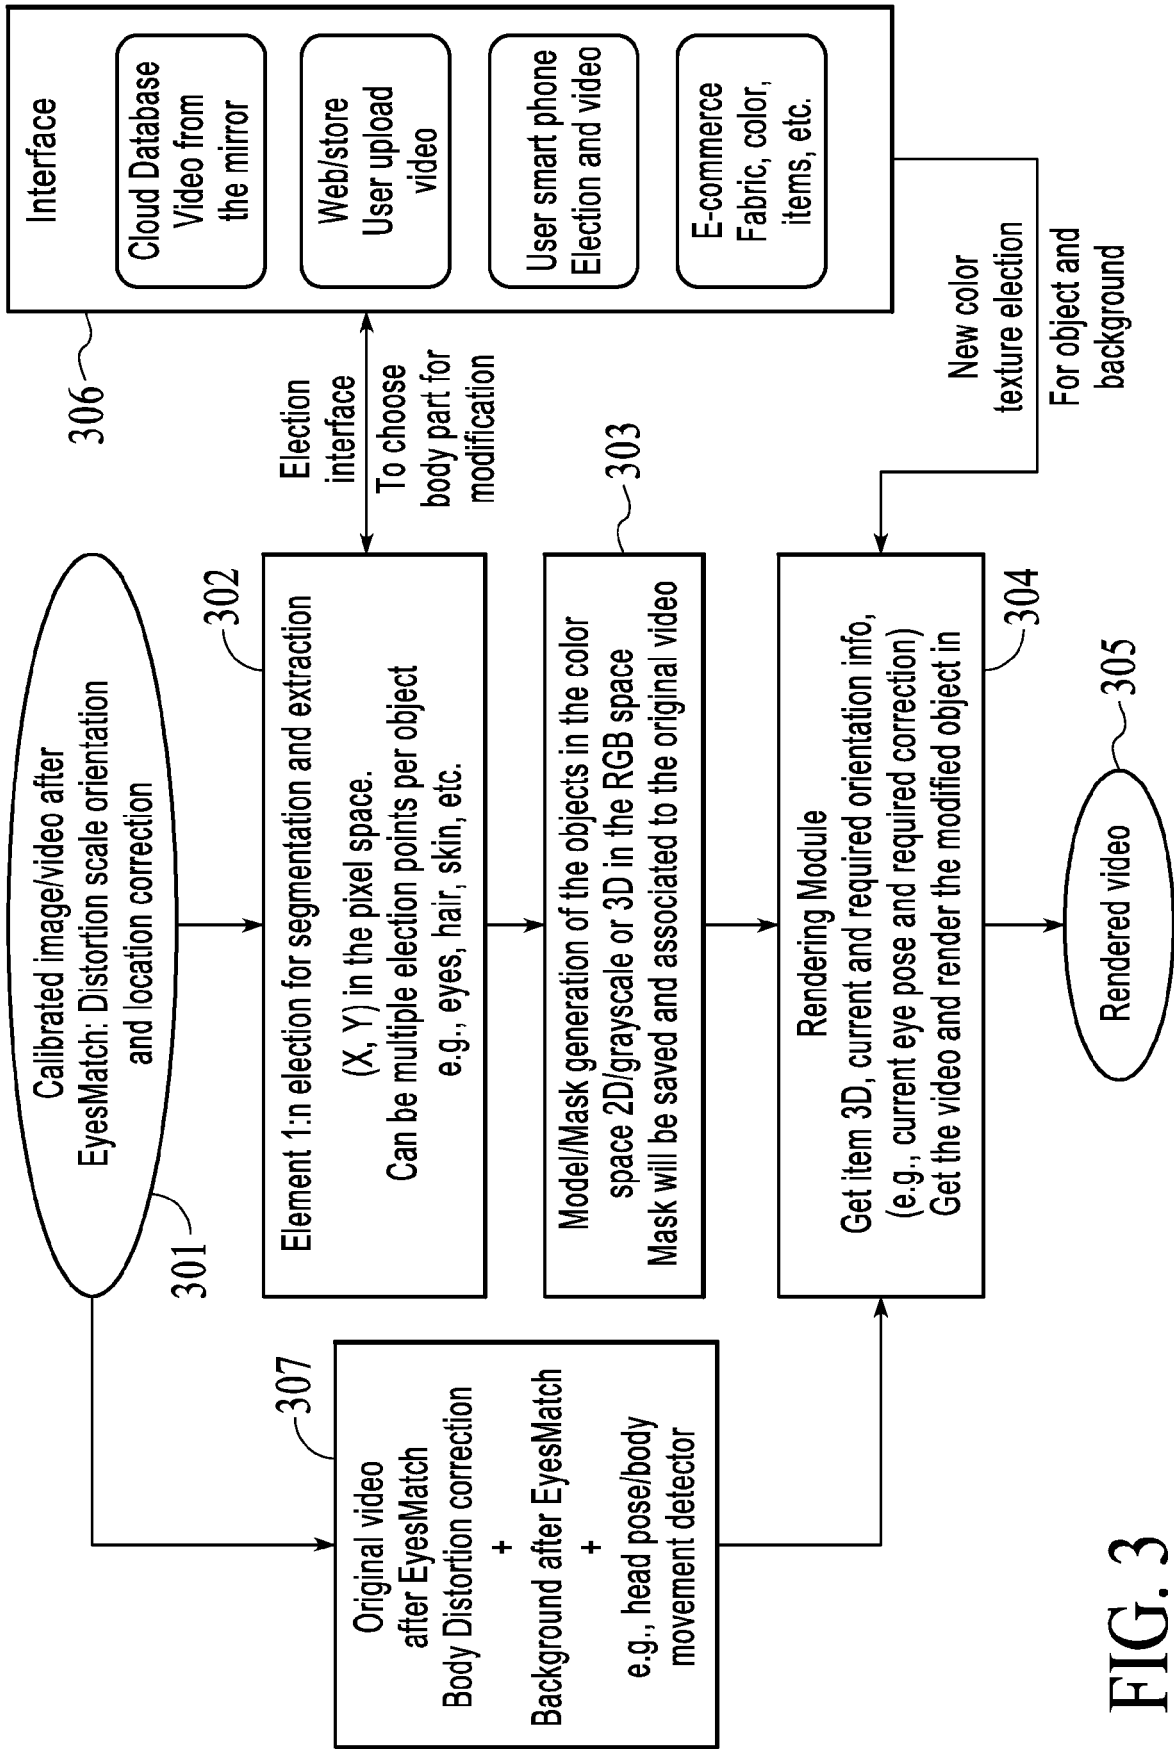 Calibrated image/video after
EyesMatch: Distortion scale orientation
and location correction
301
302
Element 1:n election for segmentation and extraction
(X, Y) in the pixel space.
Can be multiple election points per object
e.g., eyes, hair, skin, etc.
303
Model/Mask generation of the objects in the color
space 2D/grayscale or 3D in the RGB space
Mask will be saved and associated to the original video
Rendering Module
Get item 3D, current and required orientation info,
(e.g., current eye pose and required correction)
Get the video and render the modified object in
304
305
Rendered video
307
Original video
after EyesMatch
Body Distortion correction
+
Background after EyesMatch
+
e.g., head pose/body
movement detector
306
Interface
Cloud Database
Video from
the mirror
Web/store
User upload
video
User smart phone
Election and video
E-commerce
Fabric, color,
items, etc.
Election
interface
To choose
body part for
modification
New color
texture election
For object and
background
FIG. 3